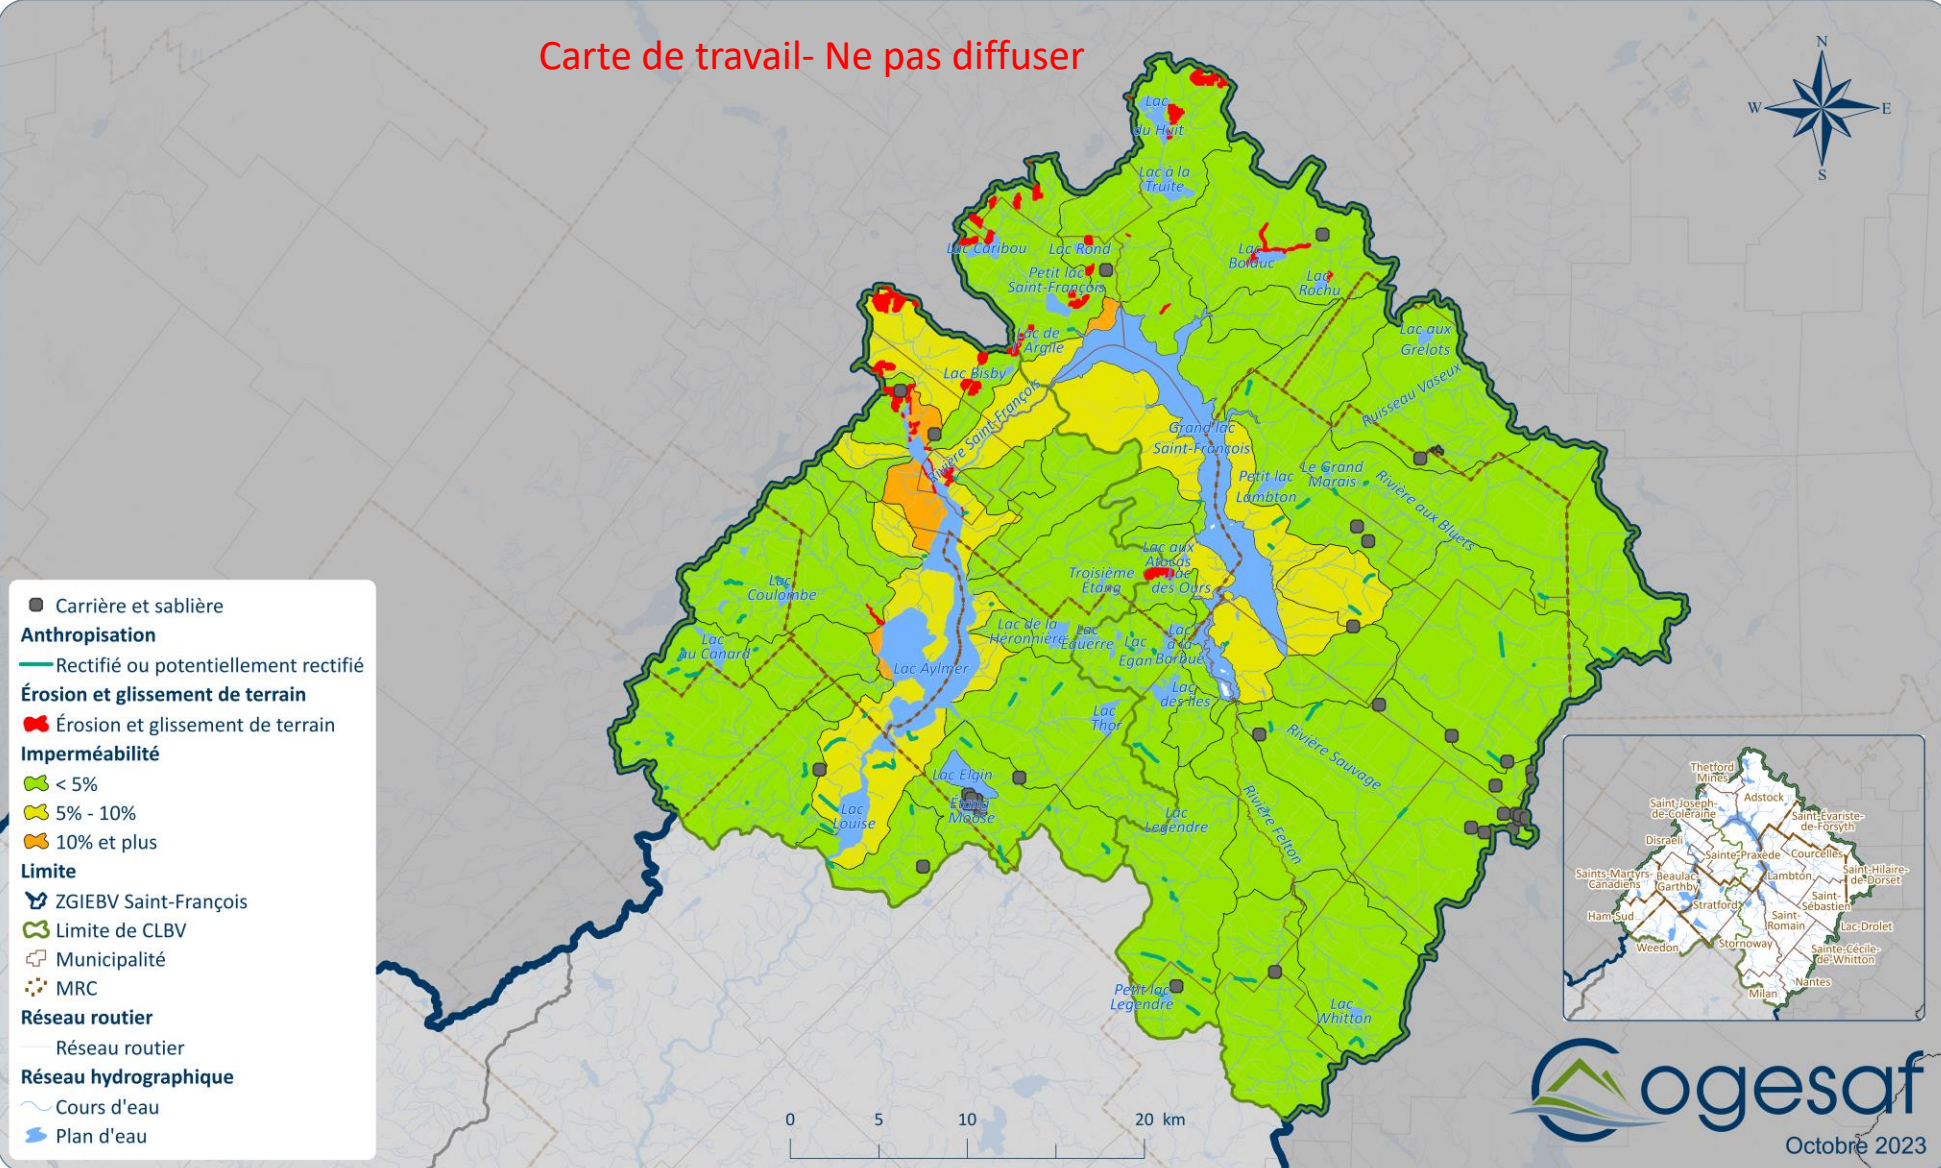 Carte de travail- Ne pas diffuser
N
W
E
S
Lac
du Huit
Lac à la
Truite
Lac Caribou
Lac Rond
Petit lac
Saint-François
Lac
Bolduc
Lac
Rochu
Lac de
Argile
Lac Bisby
Rivière Saint-François
Lac aux
Grelots
Ruisseau Vaseux
Grand lac
Saint-François
Petit lac
Lambton
Le Grand
Marais
Rivière aux Bluets
Lac aux
Atocas
Lac
des Ours
Troisième
Étang
Lac
Coulombe
Lac
au Canard
Lac de la
Héronnière
Lac
Équerre
Lac
Egan
Lac
à la
Barbue
Lac Aylmer
Lac
des Îles
Lac
Thor
Rivière Sauvage
Lac Elgin
Étang
Moose
Lac
Louise
Lac
Legendre
Rivière Felton
Petit lac
Legendre
Lac
Whitton
Carrière et sablière
Anthropisation
Rectifié ou potentiellement rectifié
Érosion et glissement de terrain
Érosion et glissement de terrain
Imperméabilité
< 5%
5% - 10%
10% et plus
Limite
ZGIEBV Saint-François
Limite de CLBV
Municipalité
MRC
Réseau routier
Réseau routier
Réseau hydrographique
Cours d'eau
Plan d'eau
0 5 10 20 km
Thetford
Mines
Adstock
Saint-Joseph-
de-Coleraine
Saint-Évariste-
de-Forsyth
Disraeli
Sainte-Praxède
Courcelles
Saints-Martyrs-
Canadiens
Beaulac-
Garthby
Lambton
Saint-Hilaire-
de-Dorset
Stratford
Saint-
Sébastien
Ham-Sud
Saint-
Romain
Lac-Drolet
Weedon
Stornoway
Sainte-Cécile-
de-Whitton
Milan
Nantes
Cogesaf
Octobre 2023